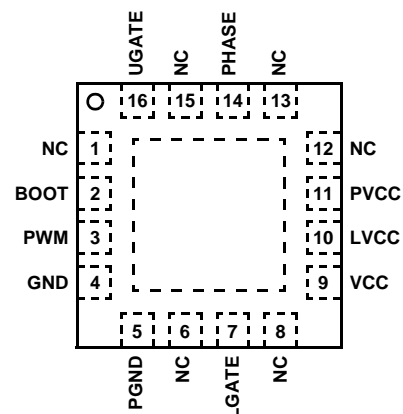 UGATE NC PHASE NC
16 15 14 13
NC 1 12 NC
BOOT 2 11 PVCC
PWM 3 10 LVCC
GND 4 9 VCC
5 6 7 8
PGND NC LGATE NC